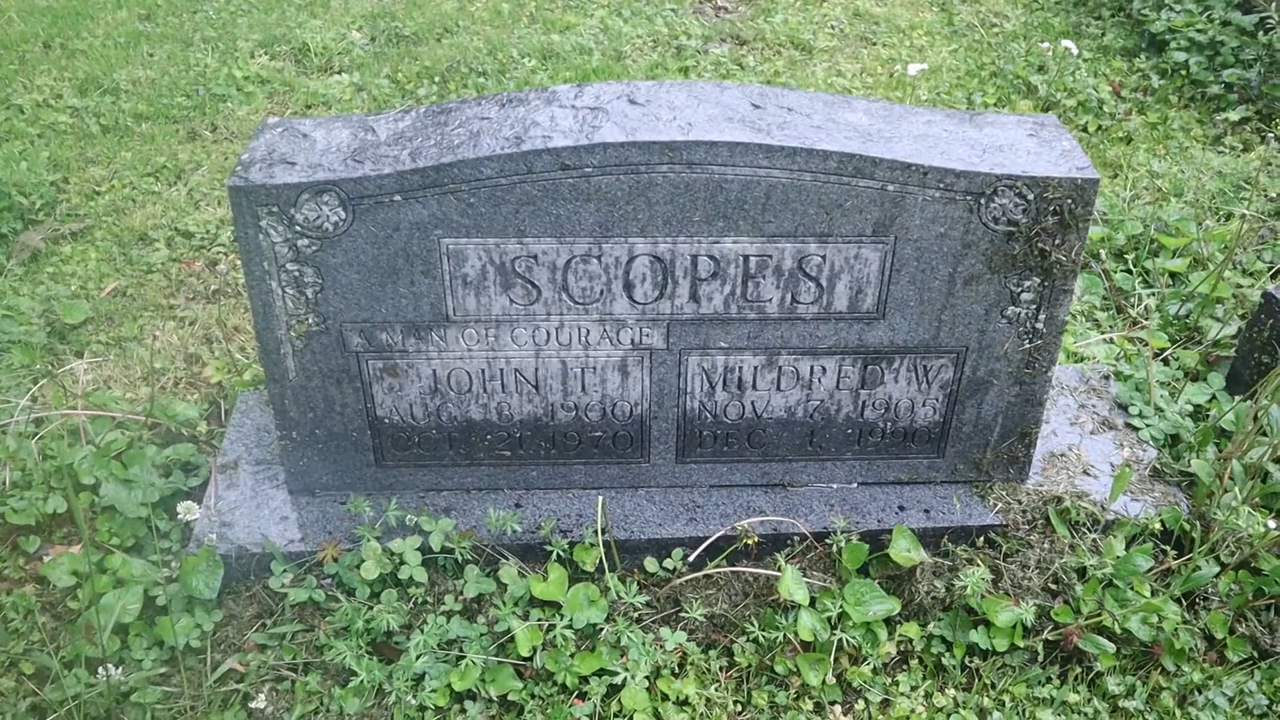 SCOPES
A MAN OF COURAGE
JOHN T.
AUG. 3, 1900
OCT. 21, 1970
MILDRED W.
NOV. 7, 1905
DEC. 1, 1990